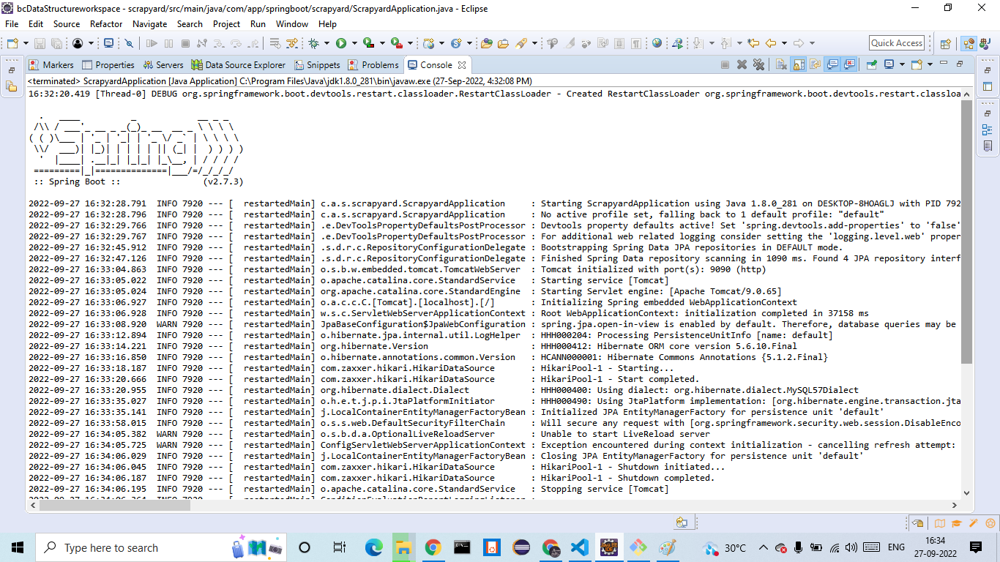 bcDataStructureworkspace - scrapyard/src/main/java/com/app/springboot/scrapyard/ScrapyardApplication.java - Eclipse
File Edit Source Refactor Navigate Search Project Run Window Help
Quick Access
Markers Properties Servers Data Source Explorer Snippets Problems Console
<terminated> ScrapyardApplication [Java Application] C:\Program Files\Java\jdk1.8.0_281\bin\javaw.exe (27-Sep-2022, 4:32:08 PM)
16:32:20.419 [Thread-0] DEBUG org.springframework.boot.devtools.restart.classloader.RestartClassLoader - Created RestartClassLoader org.springframework.boot.devtools.restart.classloa
Spring
:: Spring Boot :: (v2.7.3)
2022-09-27 16:32:28.791 INFO 7920 --- [ restartedMain] c.a.s.scrapyard.ScrapyardApplication : Starting ScrapyardApplication using Java 1.8.0_281 on DESKTOP-8HOAGLJ with PID 792
2022-09-27 16:32:28.796 INFO 7920 --- [ restartedMain] c.a.s.scrapyard.ScrapyardApplication : No active profile set, falling back to 1 default profile: "default"
2022-09-27 16:32:29.766 INFO 7920 --- [ restartedMain] .e.DevToolsPropertyDefaultsPostProcessor : Devtools property defaults active! Set 'spring.devtools.add-properties' to 'false'
2022-09-27 16:32:29.767 INFO 7920 --- [ restartedMain] .e.DevToolsPropertyDefaultsPostProcessor : For additional web related logging consider setting the 'logging.level.web' proper
2022-09-27 16:32:45.912 INFO 7920 --- [ restartedMain] .s.d.r.c.RepositoryConfigurationDelegate : Bootstrapping Spring Data JPA repositories in DEFAULT mode.
2022-09-27 16:32:47.126 INFO 7920 --- [ restartedMain] .s.d.r.c.RepositoryConfigurationDelegate : Finished Spring Data repository scanning in 1090 ms. Found 4 JPA repository interf
2022-09-27 16:33:04.863 INFO 7920 --- [ restartedMain] o.s.b.w.embedded.tomcat.TomcatWebServer : Tomcat initialized with port(s): 9090 (http)
2022-09-27 16:33:05.022 INFO 7920 --- [ restartedMain] o.apache.catalina.core.StandardService : Starting service [Tomcat]
2022-09-27 16:33:05.024 INFO 7920 --- [ restartedMain] org.apache.catalina.core.StandardEngine : Starting Servlet engine: [Apache Tomcat/9.0.65]
2022-09-27 16:33:06.927 INFO 7920 --- [ restartedMain] o.a.c.c.C.[Tomcat].[localhost].[/] : Initializing Spring embedded WebApplicationContext
2022-09-27 16:33:06.928 INFO 7920 --- [ restartedMain] w.s.c.ServletWebServerApplicationContext : Root WebApplicationContext: initialization completed in 37158 ms
2022-09-27 16:33:08.920 WARN 7920 --- [ restartedMain] JpaBaseConfiguration$JpaWebConfiguration : spring.jpa.open-in-view is enabled by default. Therefore, database queries may be
2022-09-27 16:33:12.894 INFO 7920 --- [ restartedMain] o.hibernate.jpa.internal.util.LogHelper : HHH000204: Processing PersistenceUnitInfo [name: default]
2022-09-27 16:33:14.221 INFO 7920 --- [ restartedMain] org.hibernate.Version : HHH000412: Hibernate ORM core version 5.6.10.Final
2022-09-27 16:33:16.850 INFO 7920 --- [ restartedMain] o.hibernate.annotations.common.Version : HCANN000001: Hibernate Commons Annotations {5.1.2.Final}
2022-09-27 16:33:18.187 INFO 7920 --- [ restartedMain] com.zaxxer.hikari.HikariDataSource : HikariPool-1 - Starting...
2022-09-27 16:33:20.666 INFO 7920 --- [ restartedMain] com.zaxxer.hikari.HikariDataSource : HikariPool-1 - Start completed.
2022-09-27 16:33:20.955 INFO 7920 --- [ restartedMain] org.hibernate.dialect.Dialect : HHH000400: Using dialect: org.hibernate.dialect.MySQL57Dialect
2022-09-27 16:33:35.027 INFO 7920 --- [ restartedMain] o.h.e.t.j.p.i.JtaPlatformInitiator : HHH000490: Using JtaPlatform implementation: [org.hibernate.engine.transaction.jta
2022-09-27 16:33:35.141 INFO 7920 --- [ restartedMain] j.LocalContainerEntityManagerFactoryBean : Initialized JPA EntityManagerFactory for persistence unit 'default'
2022-09-27 16:33:58.015 INFO 7920 --- [ restartedMain] o.s.s.web.DefaultSecurityFilterChain : Will secure any request with [org.springframework.security.web.session.DisableEnco
2022-09-27 16:34:05.382 WARN 7920 --- [ restartedMain] o.s.b.d.a.OptionalLiveReloadServer : Unable to start LiveReload server
2022-09-27 16:34:05.725 WARN 7920 --- [ restartedMain] ConfigServletWebServerApplicationContext : Exception encountered during context initialization - cancelling refresh attempt:
2022-09-27 16:34:06.029 INFO 7920 --- [ restartedMain] j.LocalContainerEntityManagerFactoryBean : Closing JPA EntityManagerFactory for persistence unit 'default'
2022-09-27 16:34:06.045 INFO 7920 --- [ restartedMain] com.zaxxer.hikari.HikariDataSource : HikariPool-1 - Shutdown initiated...
2022-09-27 16:34:06.187 INFO 7920 --- [ restartedMain] com.zaxxer.hikari.HikariDataSource : HikariPool-1 - Shutdown completed.
2022-09-27 16:34:06.195 INFO 7920 --- [ restartedMain] o.apache.catalina.core.StandardService : Stopping service [Tomcat]
Type here to search
30°C
ENG
16:34
27-09-2022